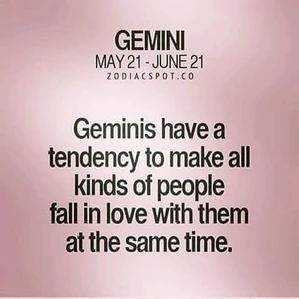 GEMINI
MAY 21 - JUNE 21
ZODIACSPOT.CO
Geminis have a
tendency to make all
kinds of people
fall in love with them
at the same time.